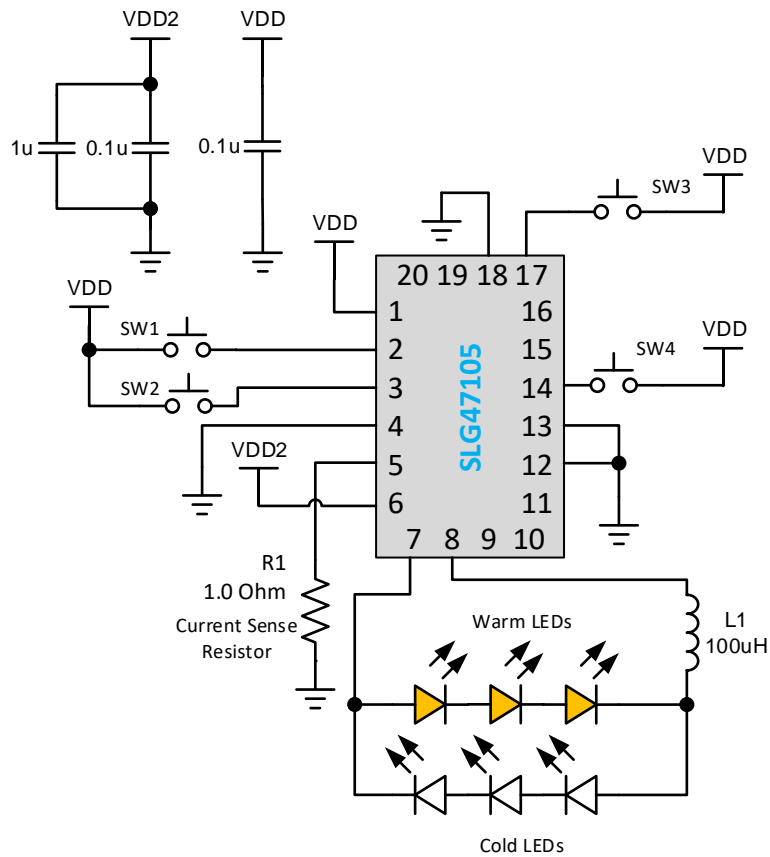 VDD2
VDD
1u
0.1u
0.1u
VDD
SW3
VDD
20 19 18 17
VDD
1
16
SW1
2
15
VDD
SW2
3
14
SW4
4
13
VDD2
5
12
6
11
SLG47105
7 8 9 10
R1
1.0 Ohm
Current Sense
Resistor
Warm LEDs
L1
100uH
Cold LEDs